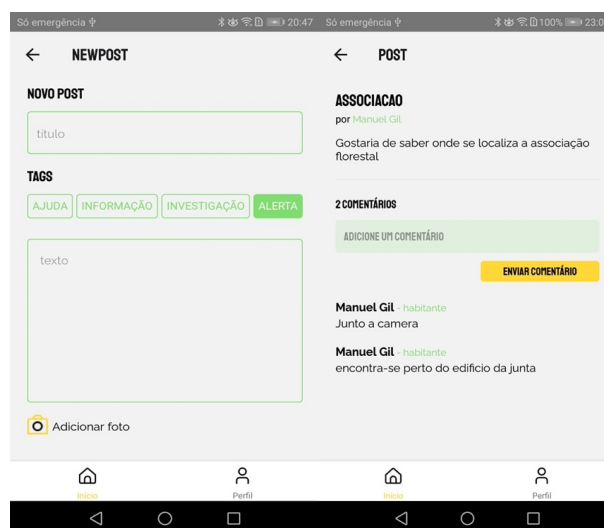 Só emergência
20:47
NEWPOST
NOVO POST
título
TAGS
AJUDA
INFORMAÇÃO
INVESTIGAÇÃO
ALERTA
texto
Adicionar foto
Início
Perfil
Só emergência
100%
23:0
POST
ASSOCIACAO
por Manuel Gil
Gostaria de saber onde se localiza a associação
florestal
2 COMENTÁRIOS
ADICIONE UM COMENTÁRIO
ENVIAR COMENTÁRIO
Manuel Gil - habitante
Junto a camera
Manuel Gil - habitante
encontra-se perto do edificio da junta
Início
Perfil